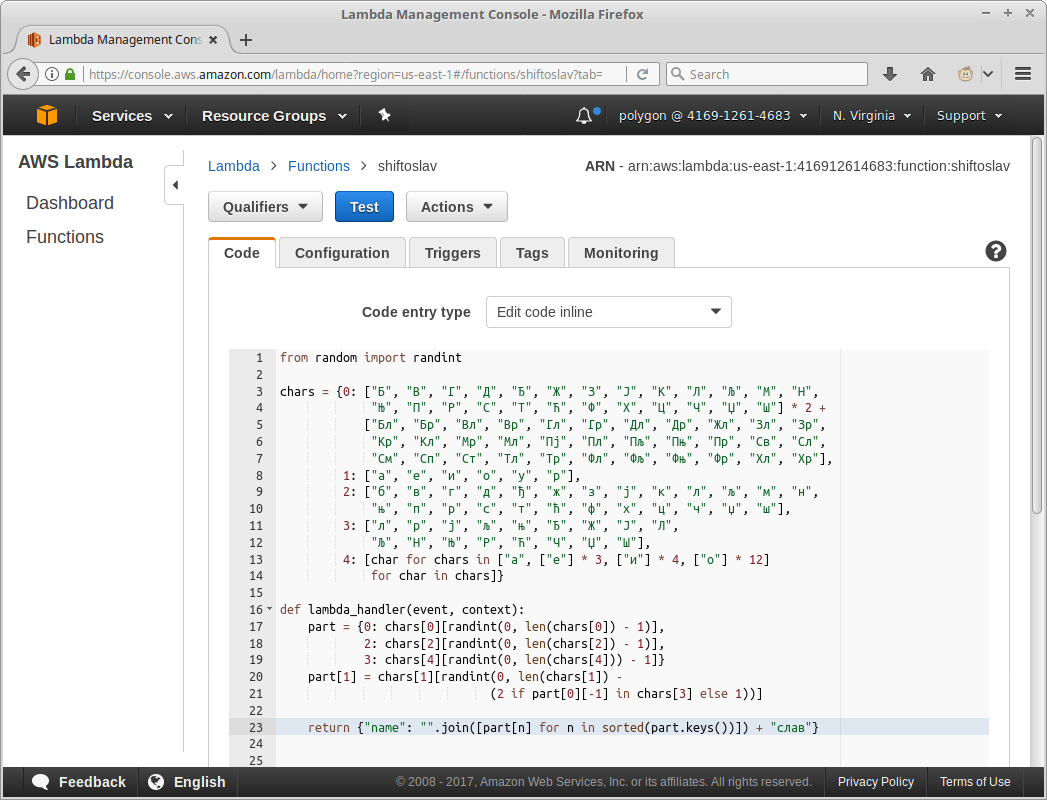 Lambda Management Console - Mozilla Firefox
Lambda Management Cons
https://console.aws.amazon.com/lambda/home?region=us-east-1#/functions/shiftoslav?tab= Search
Services Resource Groups polygon @ 4169-1261-4683 N. Virginia Support
AWS Lambda
Dashboard
Functions
Lambda > Functions > shiftoslav ARN - arn:aws:lambda:us-east-1:416912614683:function:shiftoslav
Qualifiers Test Actions
Code Configuration Triggers Tags Monitoring ?
Code entry type Edit code inline
1 from random import randint
2
3 chars = {0: ["Б", "В", "Г", "Д", "Ђ", "Ж", "З", "Ј", "К", "Л", "Љ", "М", "Н",
4 "Њ", "П", "Р", "С", "Т", "Ћ", "Ф", "Х", "Ц", "Ч", "Џ", "Ш"] * 2 +
5 ["Бл", "Бр", "Вл", "Вр", "Гл", "Гр", "Дл", "Др", "Жл", "Зл", "Зр",
6 "Кр", "Кл", "Мр", "Мл", "Пј", "Пл", "Пљ", "Пњ", "Пр", "Св", "Сл",
7 "См", "Сп", "Ст", "Тл", "Тр", "Фл", "Фљ", "Фњ", "Фр", "Хл", "Хр"],
8 1: ["а", "е", "и", "о", "у", "р"],
9 2: ["б", "в", "г", "д", "ђ", "ж", "з", "ј", "к", "л", "љ", "м", "н",
10 "њ", "п", "р", "с", "т", "ћ", "ф", "х", "ц", "ч", "џ", "ш"],
11 3: ["л", "р", "ј", "љ", "њ", "Ђ", "Ж", "Ј", "Л",
12 "Љ", "Н", "Њ", "Р", "Ћ", "Ч", "Џ", "Ш"],
13 4: [char for chars in ["а", ["е"] * 3, ["и"] * 4, ["о"] * 12]
14 for char in chars]}
15
16 def lambda_handler(event, context):
17 part = {0: chars[0][randint(0, len(chars[0]) - 1)],
18 2: chars[2][randint(0, len(chars[2]) - 1)],
19 3: chars[4][randint(0, len(chars[4])) - 1]}
20 part[1] = chars[1][randint(0, len(chars[1]) -
21 (2 if part[0][-1] in chars[3] else 1))]
22
23 return {"name": "".join([part[n] for n in sorted(part.keys())]) + "слав"}
24
25
Feedback English © 2008 - 2017, Amazon Web Services, Inc. or its affiliates. All rights reserved. Privacy Policy Terms of Use